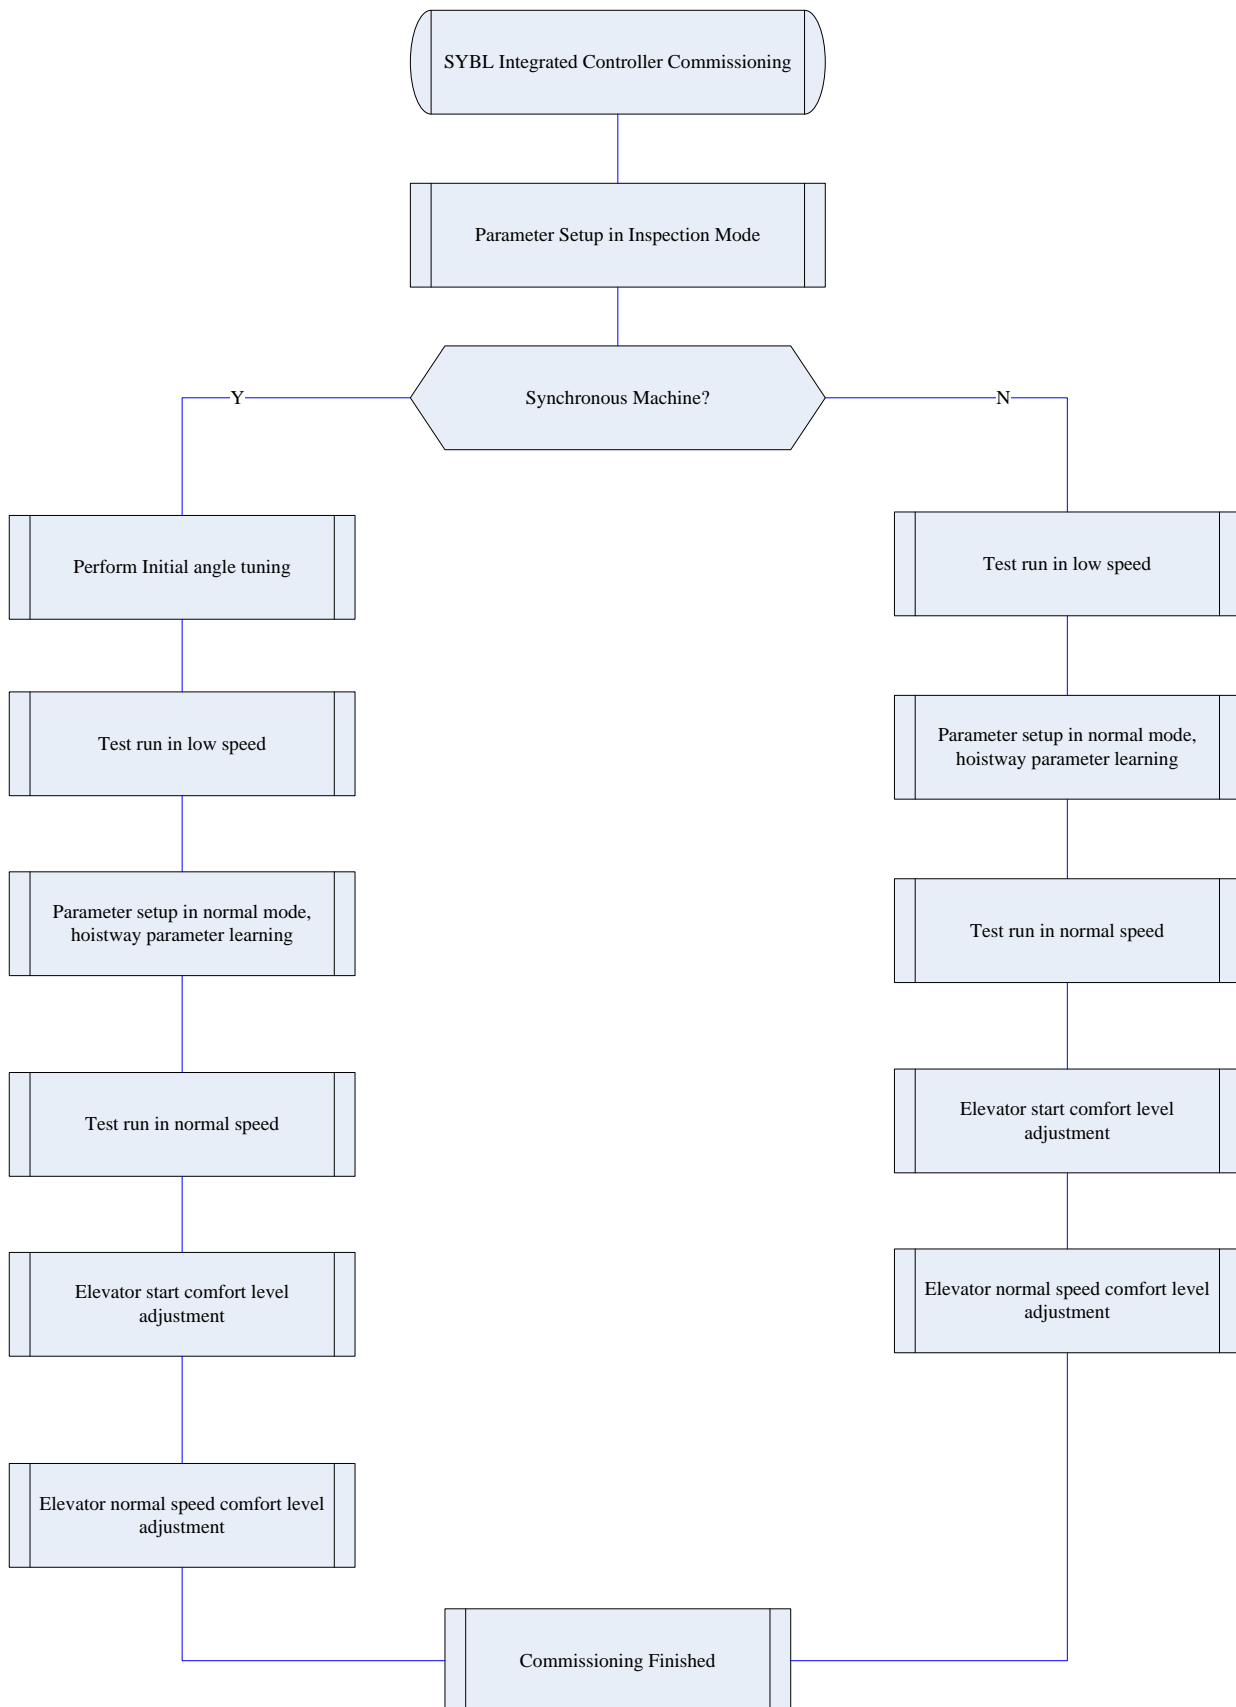 SYBL Integrated Controller Commissioning
Parameter Setup in Inspection Mode
Synchronous Machine?
Y
N
Perform Initial angle tuning
Test run in low speed
Parameter setup in normal mode,
hoistway parameter learning
Test run in normal speed
Elevator start comfort level
adjustment
Elevator normal speed comfort level
adjustment
Test run in low speed
Parameter setup in normal mode,
hoistway parameter learning
Test run in normal speed
Elevator start comfort level
adjustment
Elevator normal speed comfort level
adjustment
Commissioning Finished